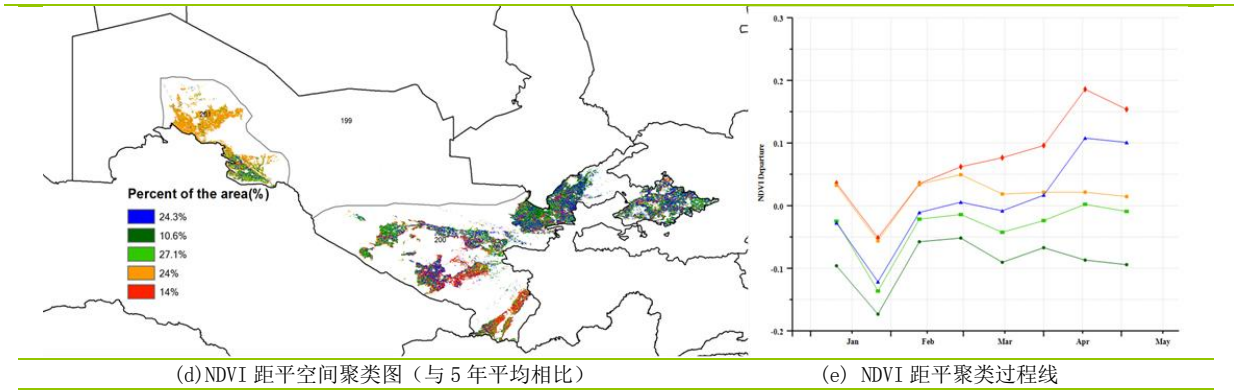 199
200
Percent of the area(%)
24.3%
10.6%
27.1%
24%
14%
0.3
0.2
0.1
0.0
-0.1
-0.2
NDVI Departure
Jan Feb Mar Apr May
(d)NDVI 距平空间聚类图（与 5 年平均相比）
(e) NDVI 距平聚类过程线